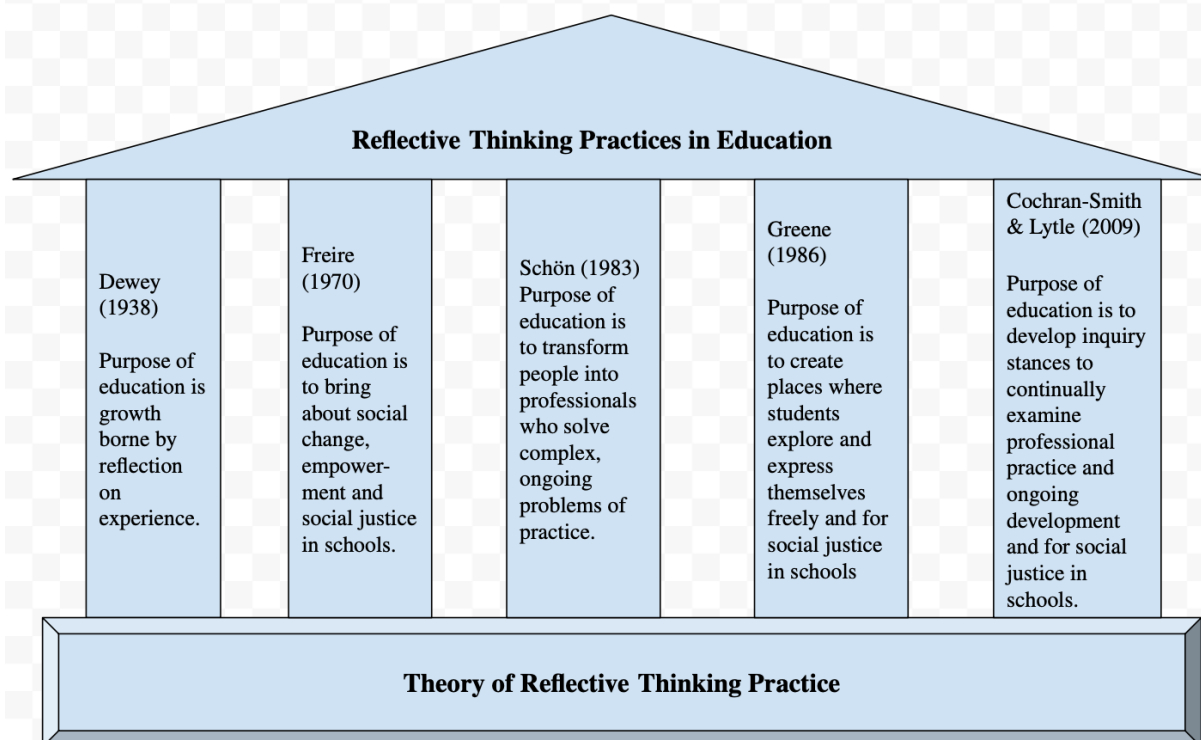 Reflective Thinking Practices in Education
Dewey
(1938)
Purpose of
education is
growth
borne by
reflection
on
experience.
Freire
(1970)
Purpose of
education is
to bring
about social
change,
empower-
ment and
social justice
in schools.
Schön (1983)
Purpose of
education is
to transform
people into
professionals
who solve
complex,
ongoing
problems of
practice.
Greene
(1986)
Purpose of
education is
to create
places where
students
explore and
express
themselves
freely and for
social justice
in schools
Cochran-Smith
& Lytle (2009)
Purpose of
education is to
develop inquiry
stances to
continually
examine
professional
practice and
ongoing
development
and for social
justice in
schools.
Theory of Reflective Thinking Practice